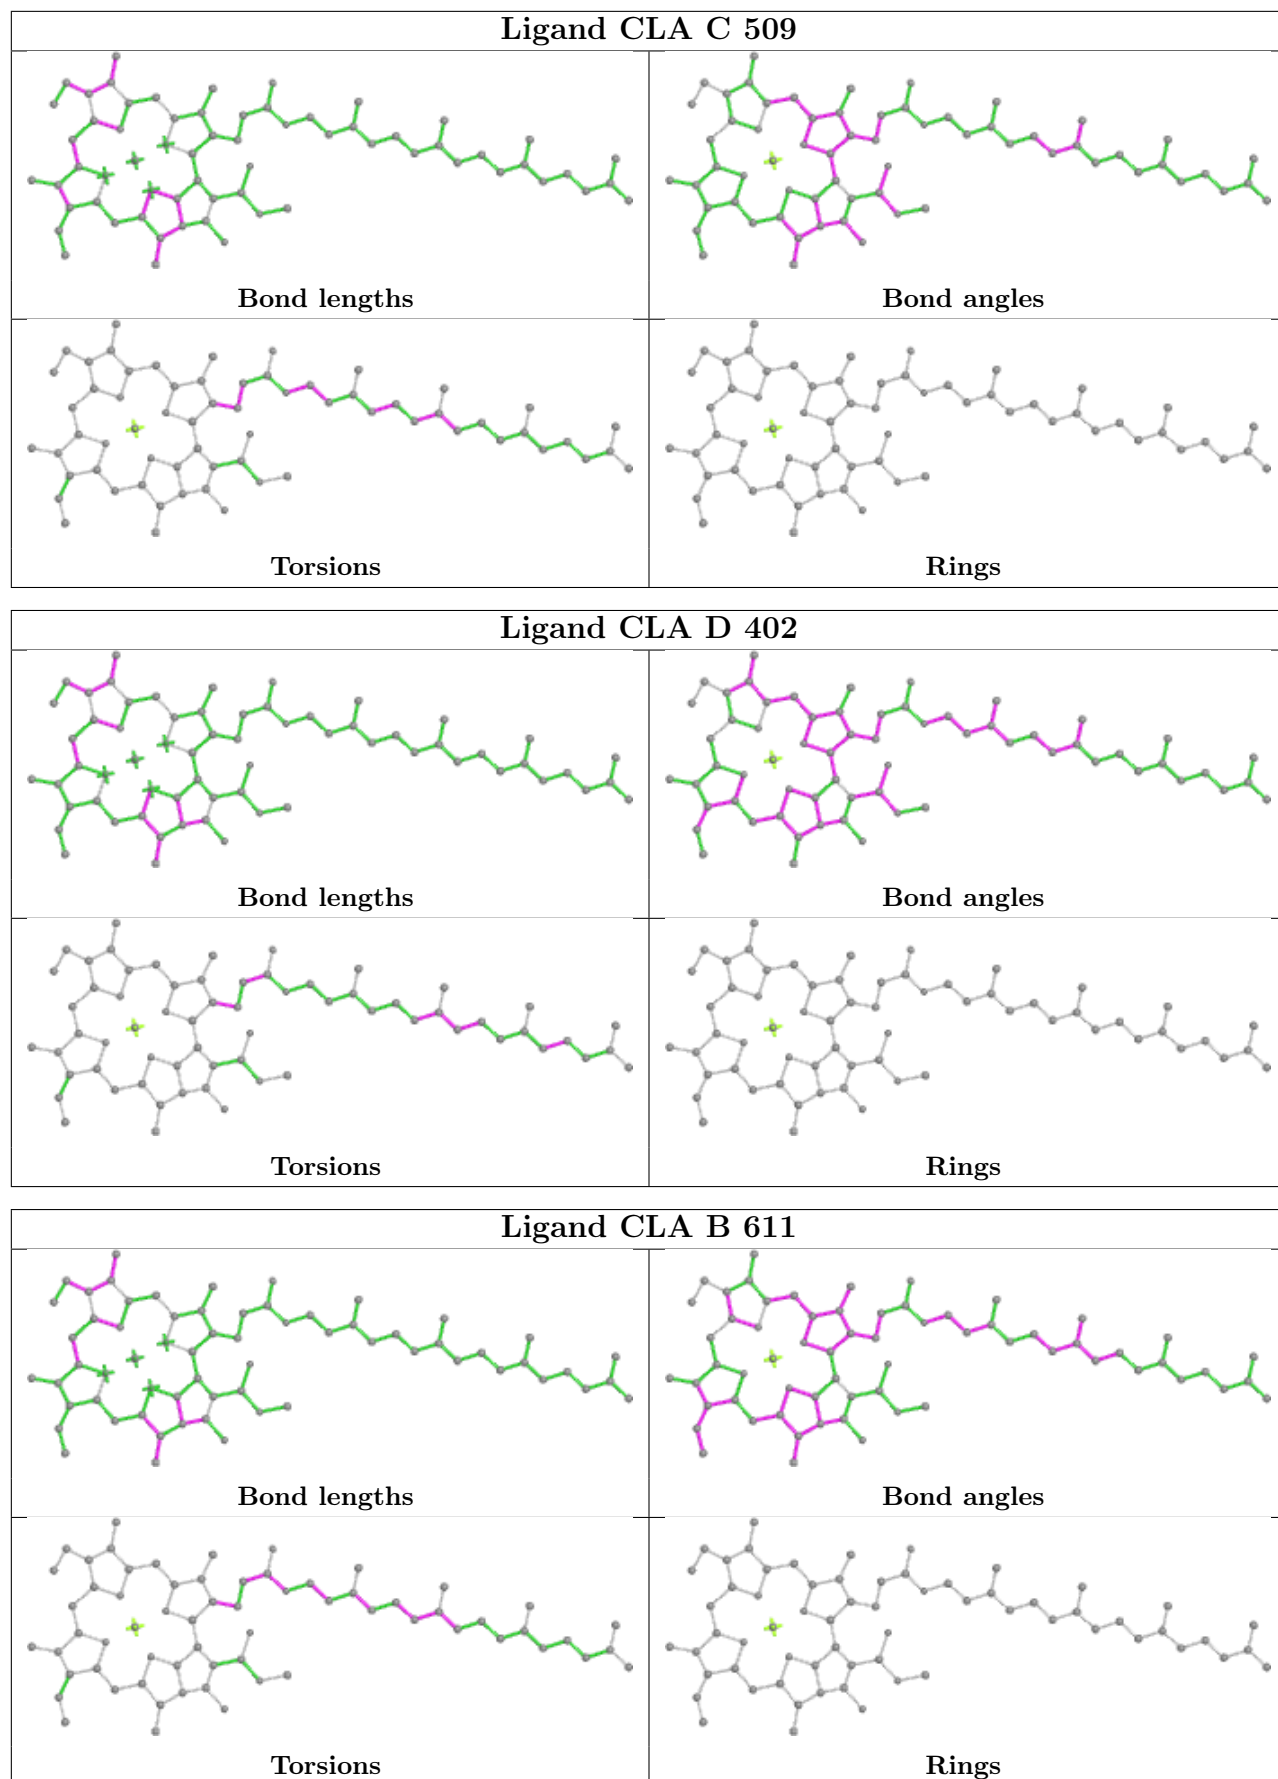 Ligand CLA C 509
Bond lengths
Bond angles
Torsions
Rings
Ligand CLA D 402
Bond lengths
Bond angles
Torsions
Rings
Ligand CLA B 611
Bond lengths
Bond angles
Torsions
Rings